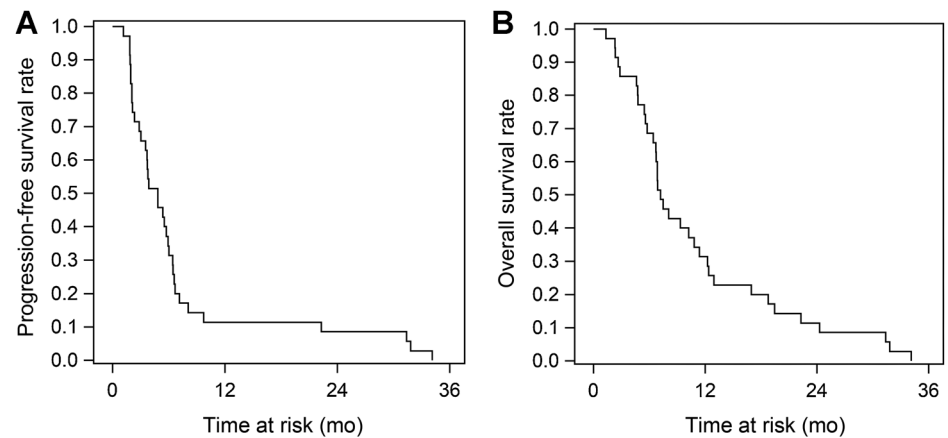 A
Progression-free survival rate
1.0
0.9
0.8
0.7
0.6
0.5
0.4
0.3
0.2
0.1
0.0
0 12 24 36
Time at risk (mo)
B
Overall survival rate
1.0
0.9
0.8
0.7
0.6
0.5
0.4
0.3
0.2
0.1
0.0
0 12 24 36
Time at risk (mo)